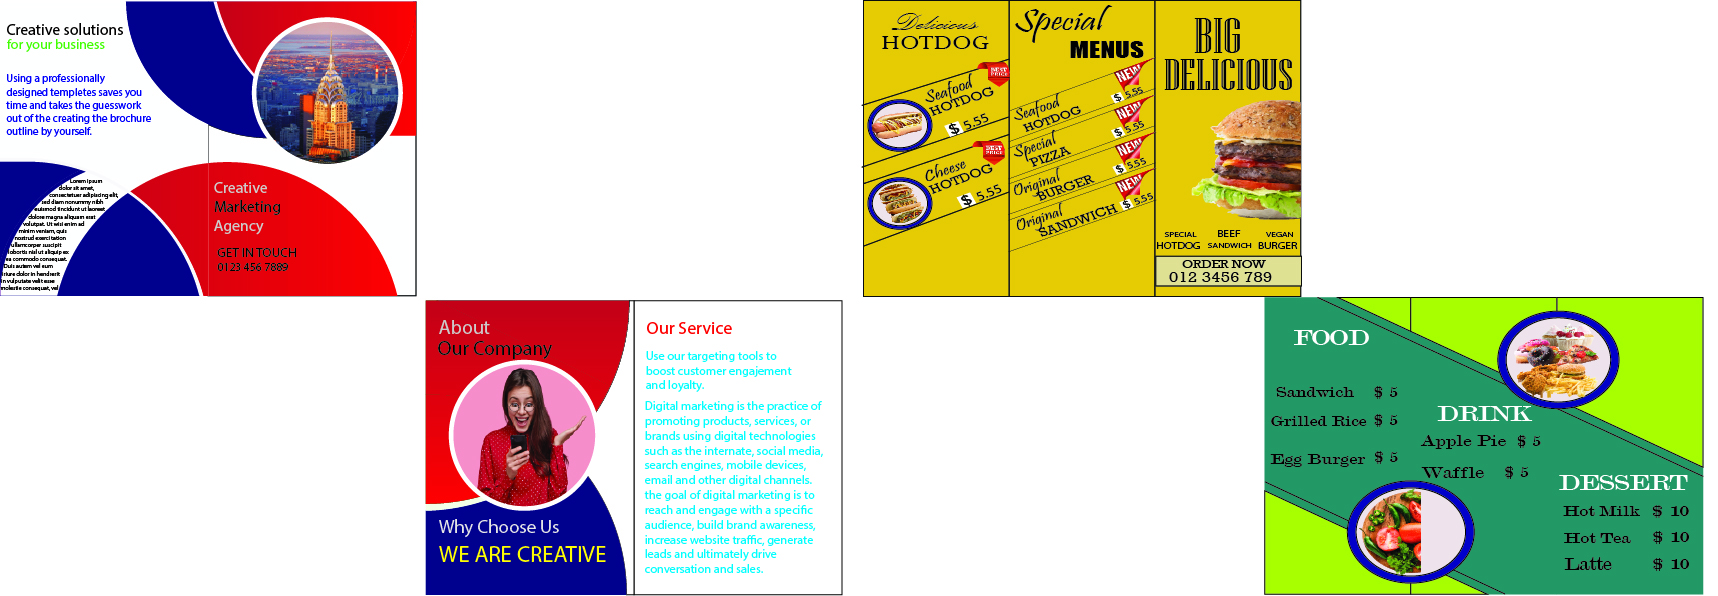 Creative solutions
for your business
Using a professionally
designed templetes saves you
time and takes the guesswork
out of the creating the brochure
outline by yourself.
Lorem ipsum
dolor sit amet,
consectetuer adipiscing elit,
sed diam nonummy nibh
euismod tincidunt ut laoreet
dolore magna aliquam erat
volutpat. Ut wisi enim ad
minim veniam, quis
nostrud exerci tation
ullamcorper suscipit
lobortis nisl ut aliquip ex
ea commodo consequat.
Duis autem vel eum
iriure dolor in hendrerit
in vulputate velit esse
molestie consequat, vel
Creative
Marketing
Agency
GET IN TOUCH
0123 456 7889
About
Our Company
Why Choose Us
WE ARE CREATIVE
Our Service
Use our targeting tools to
boost customer engajement
and loyalty.
Digital marketing is the practice of
promoting products, services, or
brands using digital technologies
such as the internate, social media,
search engines, mobile devices,
email and other digital channels.
the goal of digital marketing is to
reach and engage with a specific
audience, build brand awareness,
increase website traffic, generate
leads and ultimately drive
conversation and sales.
Delicious
HOTDOG
BEST
PRICE
Seafood
HOTDOG
$ 5.55
BEST
PRICE
Cheese
HOTDOG
$ 5.55
Special
MENUS
NEW
Seafood
HOTDOG
$ 5.55
NEW
Special
PIZZA
$ 5.55
NEW
Original
BURGER
$ 5.55
NEW
Original
SANDWICH
$ 5.55
BIG
DELICIOUS
SPECIAL
HOTDOG
BEEF
SANDWICH
VEGAN
BURGER
ORDER NOW
012 3456 789
FOOD
Sandwich $ 5
Grilled Rice $ 5
Egg Burger $ 5
DRINK
Apple Pie $ 5
Waffle $ 5
DESSERT
Hot Milk $ 10
Hot Tea $ 10
Latte $ 10